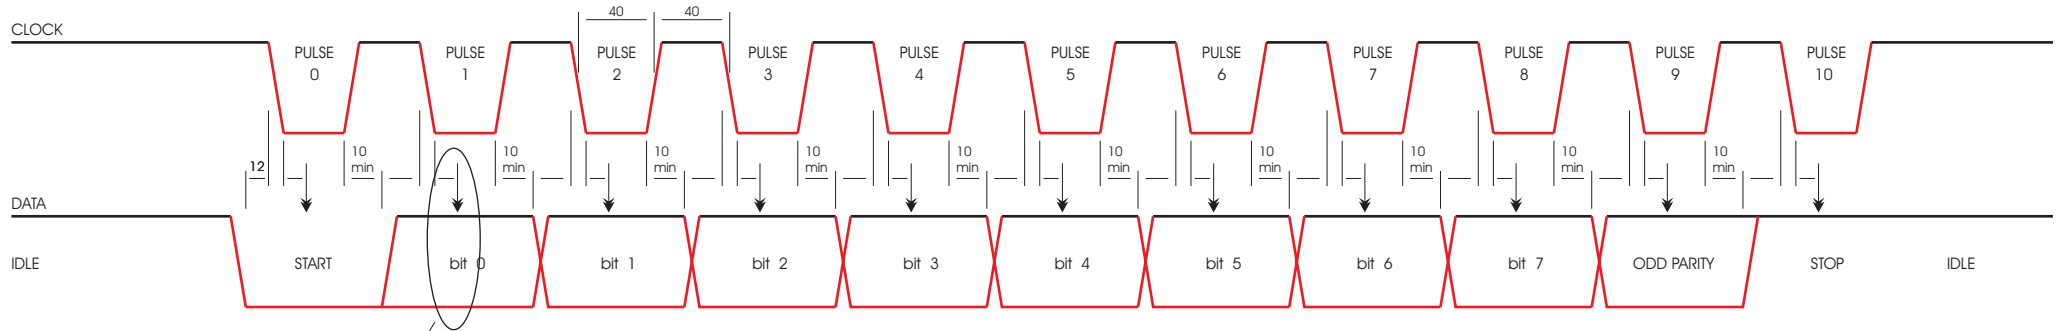 40 40
CLOCK
PULSE PULSE PULSE PULSE PULSE PULSE PULSE PULSE PULSE PULSE PULSE
0 1 2 3 4 5 6 7 8 9 10
10 10 10 10 10 10 10 10 10 10
12 min min min min min min min min min min
DATA
IDLE START bit 0 bit 1 bit 2 bit 3 bit 4 bit 5 bit 6 bit 7 ODD PARITY STOP IDLE